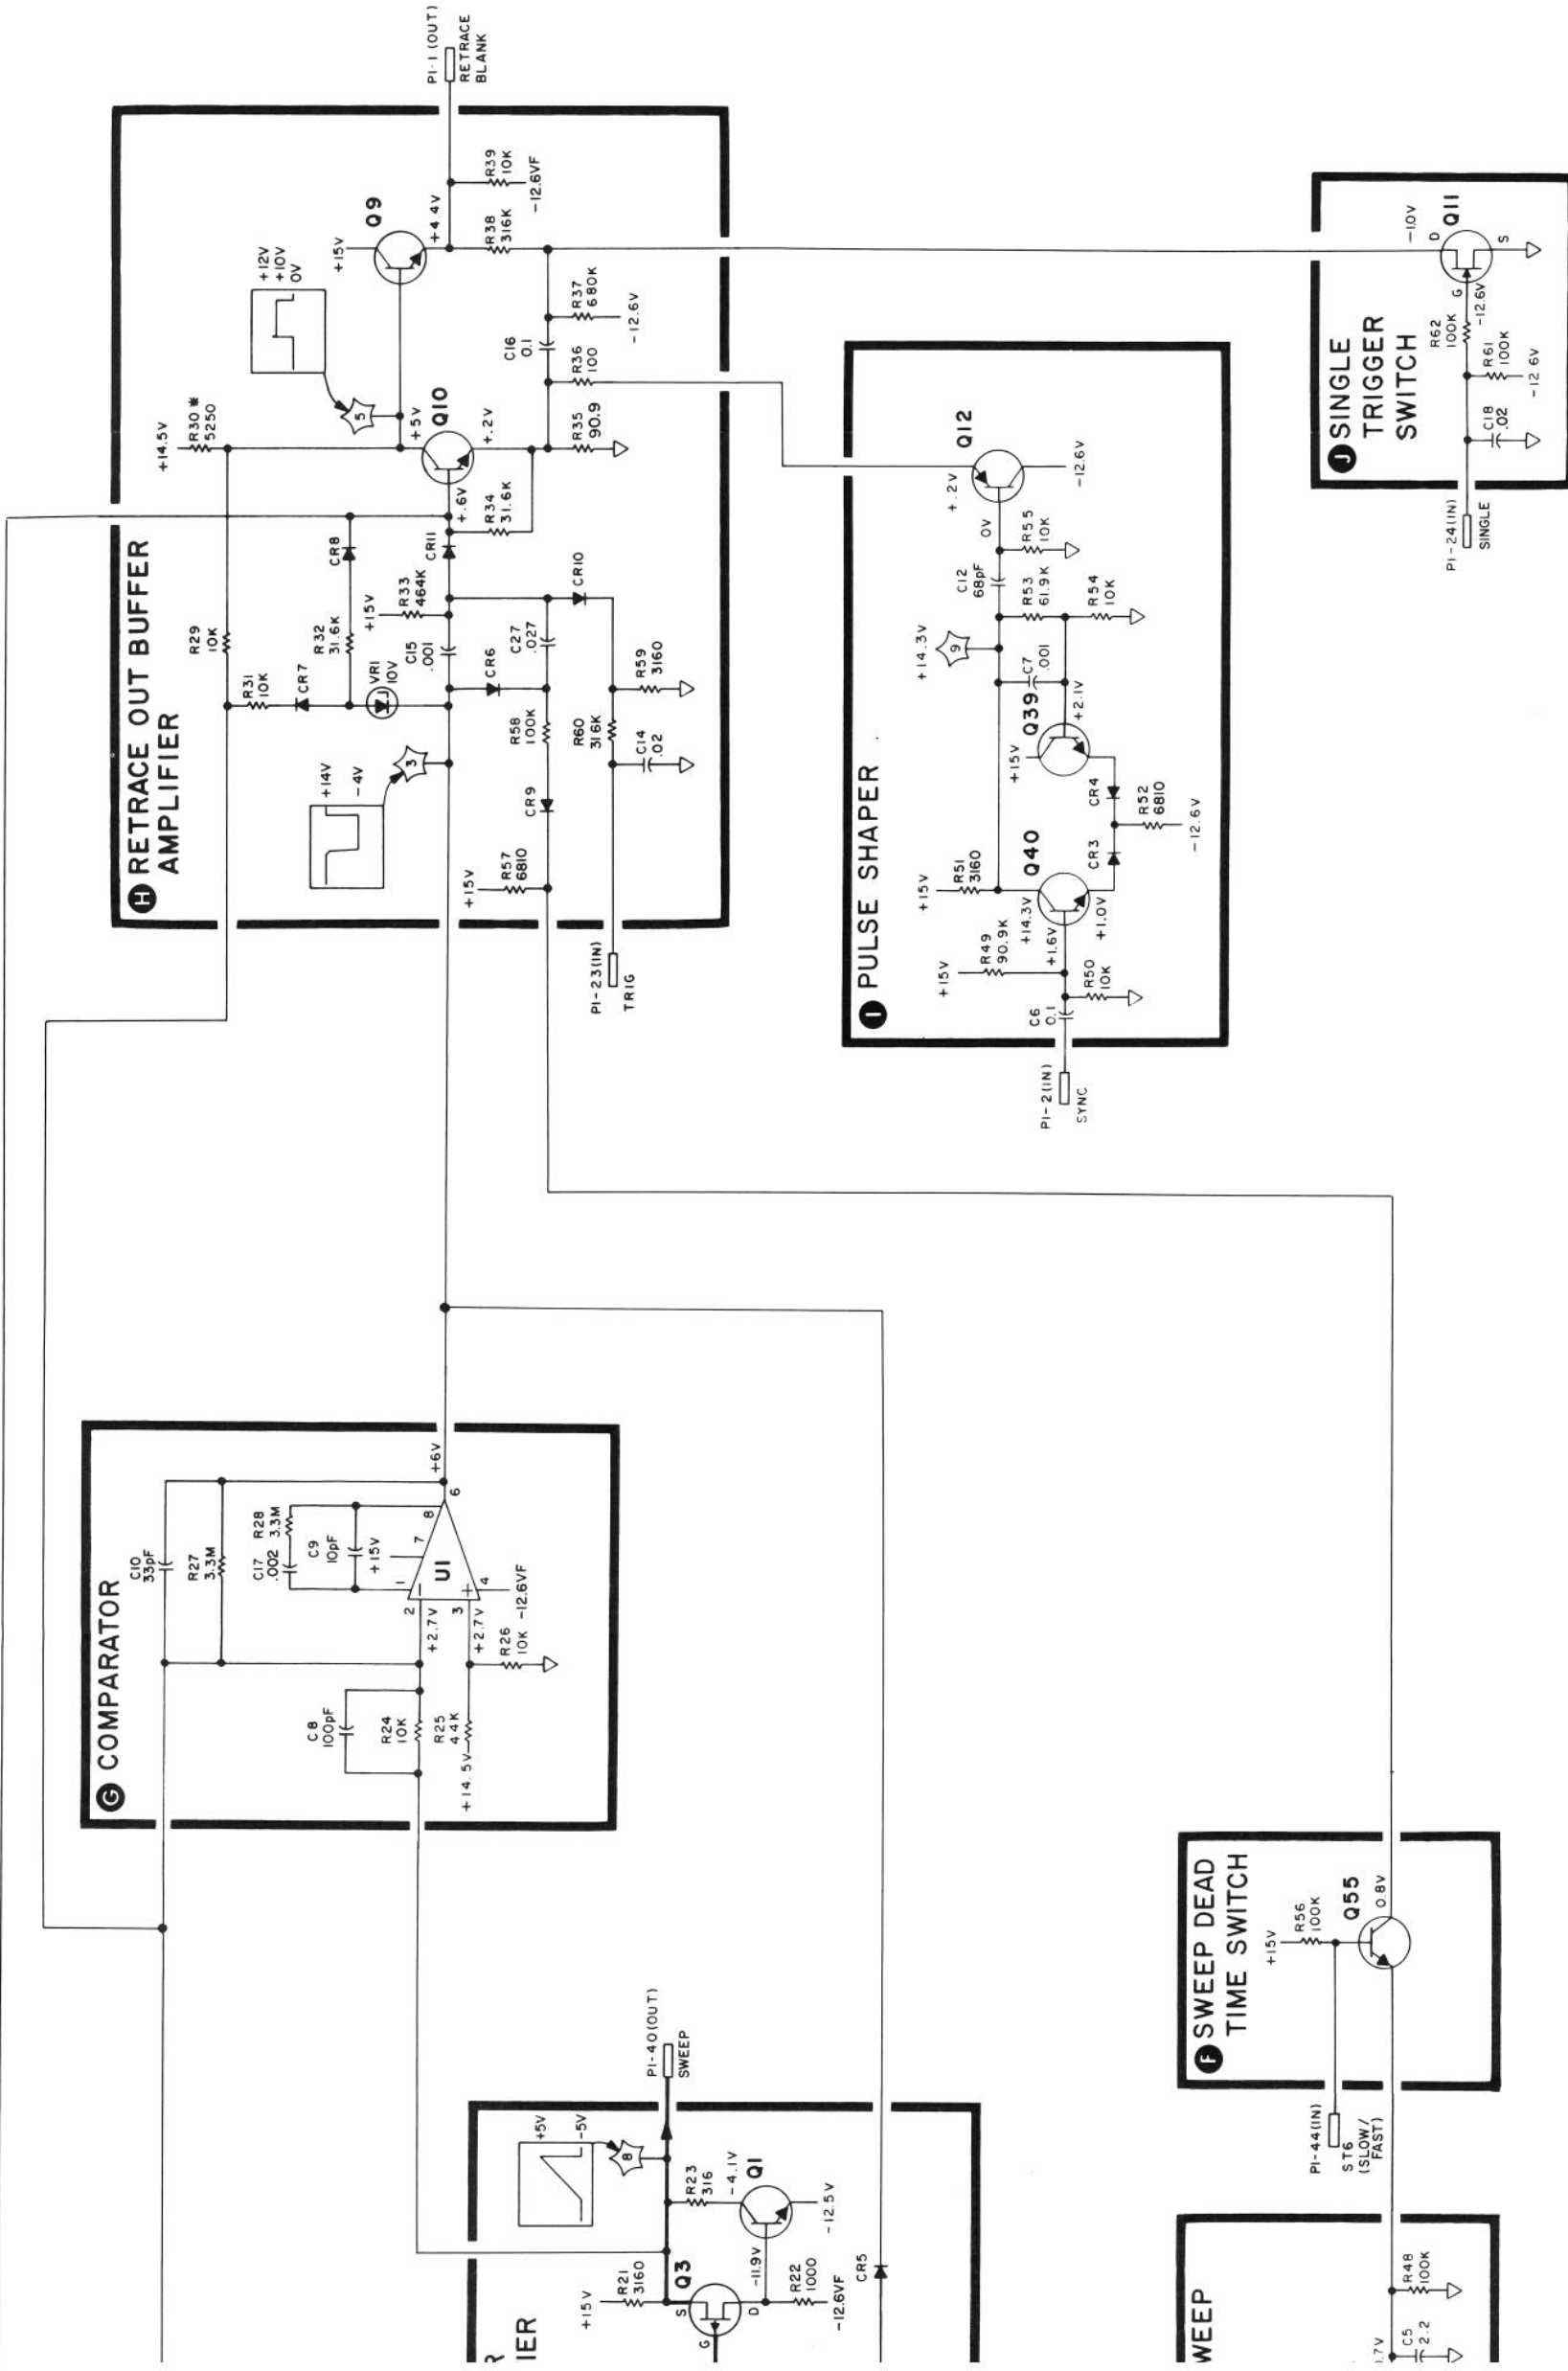 H RETRACE OUT BUFFER
AMPLIFIER
+14.5V
R30 *
5250
R29
10K
R31
10K
CR7
R32
31.6K
CR8
VR1
10V
+15V
R33
464K
C15
.001
CR11
CR6
C27
.027
CR10
R58
100K
R60
31.6K
R59
3160
C14
.02
CR9
+15V
R57
6810
+14V
-4V
3
+12V
+10V
0V
5
+5V
Q10
+.6V
+.2V
R34
31.6K
R35
90.9
R36
100
C16
0.1
R37
680K
-12.6V
+15V
Q9
+4.4V
R38
316K
R39
10K
-12.6VF
P1-1 (OUT)
RETRACE
BLANK
P1-23(IN)
TRIG
I PULSE SHAPER
P1-2(IN)
SYNC
C6
0.1
+15V
R49
90.9K
R50
10K
+15V
R51
3160
+14.3V
+1.6V
+1.0V
Q40
CR3
CR4
R52
6810
-12.6V
+15V
Q39
+2.1V
C7
.001
+14.3V
9
R53
61.9K
R54
10K
C12
68pF
0V
R55
10K
+.2V
Q12
-12.6V
J SINGLE
TRIGGER
SWITCH
P1-24(IN)
SINGLE
C18
.02
R61
100K
-12.6V
R62
100K
-12.6V
G
D
S
-1.0V
Q11
G COMPARATOR
C10
33pF
R27
3.3M
C17
.002
R28
3.3M
C9
10pF
+15V
1
7
8
6
+6V
U1
2
3
4
+2.7V
+2.7V
-12.6VF
R26
10K
C8
100pF
R24
10K
R25
44K
+14.5V
F SWEEP DEAD
TIME SWITCH
+15V
R56
100K
Q55
0.8V
P1-44(IN)
ST6
(SLOW/
FAST)
P1-40(OUT)
SWEEP
+5V
-5V
8
R23
316
-4.1V
Q1
-12.5V
-11.9V
+15V
R21
3160
Q3
S
G
D
R22
1000
-12.6VF
CR5
R
IER
WEEP
.7V
C5
2.2
R48
100K